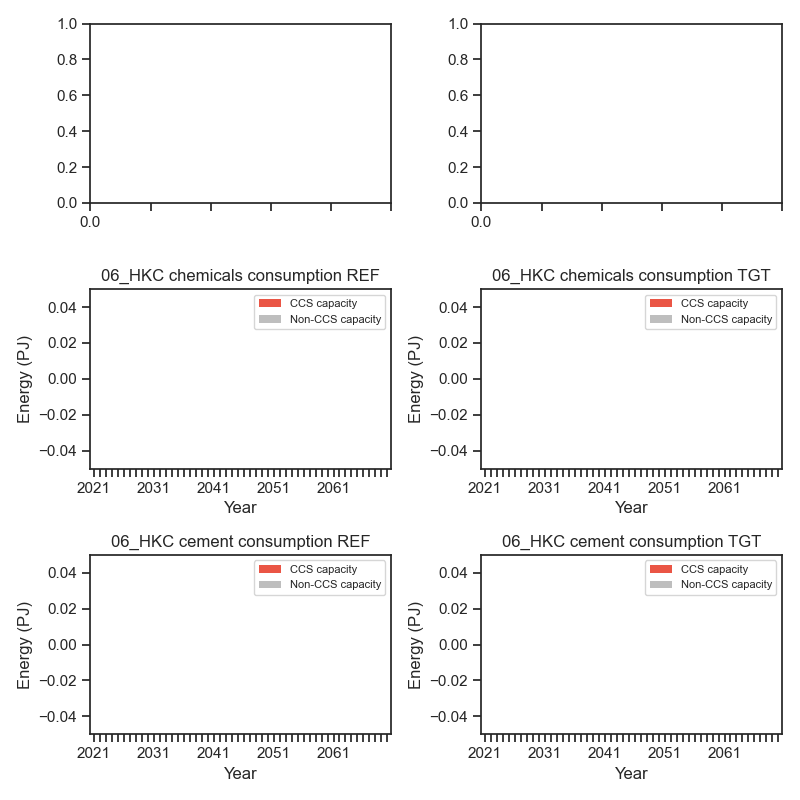 1.0
0.8
0.6
0.4
0.2
0.0
0.0
1.0
0.8
0.6
0.4
0.2
0.0
0.0
06_HKC chemicals consumption REF
CCS capacity
Non-CCS capacity
0.04
0.02
0.00
−0.02
−0.04
Energy (PJ)
2021 2031 2041 2051 2061
Year
06_HKC chemicals consumption TGT
CCS capacity
Non-CCS capacity
0.04
0.02
0.00
−0.02
−0.04
Energy (PJ)
2021 2031 2041 2051 2061
Year
06_HKC cement consumption REF
CCS capacity
Non-CCS capacity
0.04
0.02
0.00
−0.02
−0.04
Energy (PJ)
2021 2031 2041 2051 2061
Year
06_HKC cement consumption TGT
CCS capacity
Non-CCS capacity
0.04
0.02
0.00
−0.02
−0.04
Energy (PJ)
2021 2031 2041 2051 2061
Year